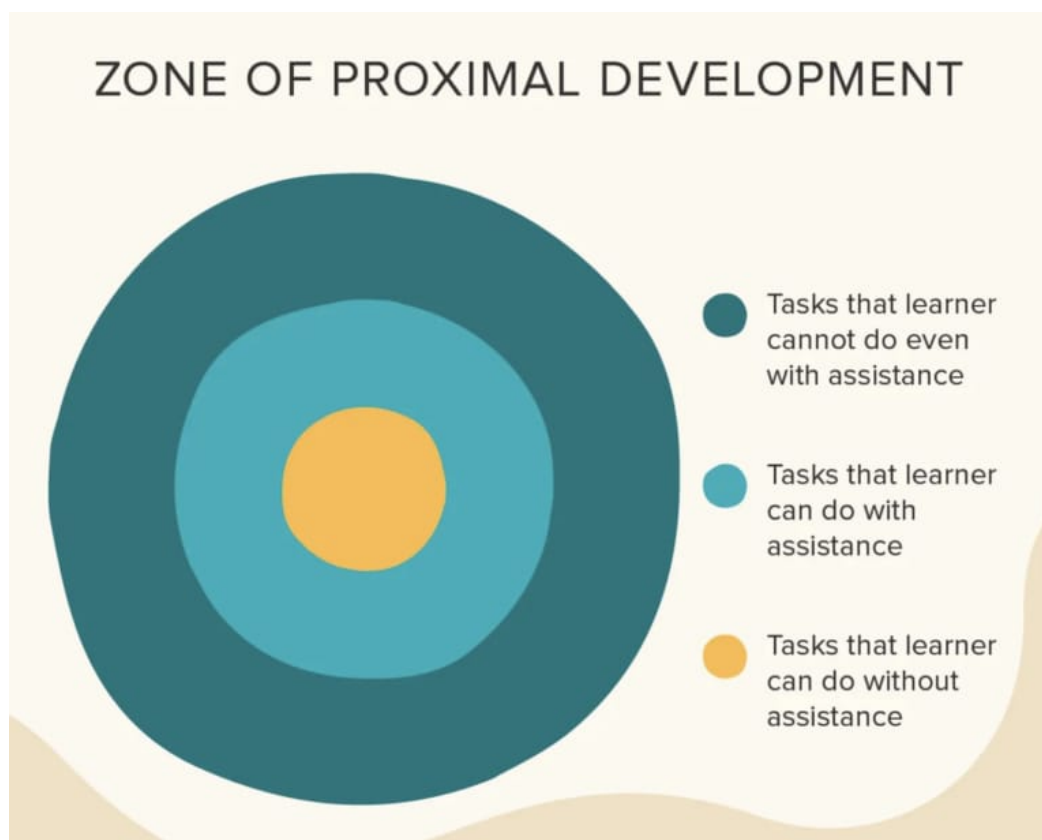 ZONE OF PROXIMAL DEVELOPMENT
Tasks that learner
cannot do even
with assistance
Tasks that learner
can do with
assistance
Tasks that learner
can do without
assistance